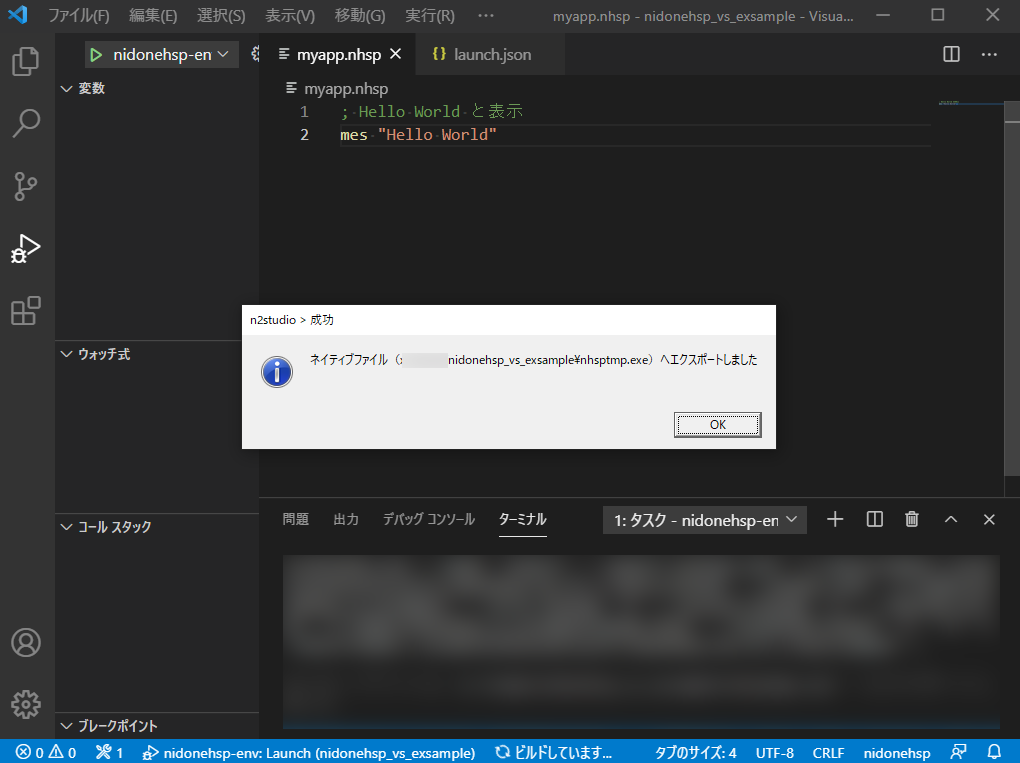 ファイル(F) 編集(E) 選択(S) 表示(V) 移動(G) 実行(R) ··· myapp.nhsp - nidonehsp_vs_exsample - Visua...
nidonehsp-en
myapp.nhsp
{} launch.json
変数
myapp.nhsp
1 ; Hello World と表示
2 mes "Hello World"
n2studio > 成功
ネイティブファイル（ nidonehsp_vs_exsample¥nhsptmp.exe）へエクスポートしました
OK
ウォッチ式
コール スタック
問題 出力 デバッグ コンソール ターミナル 1: タスク - nidonehsp-en
ブレークポイント
0 0 1 nidonehsp-env: Launch (nidonehsp_vs_exsample) ビルドしています... タブのサイズ: 4 UTF-8 CRLF nidonehsp